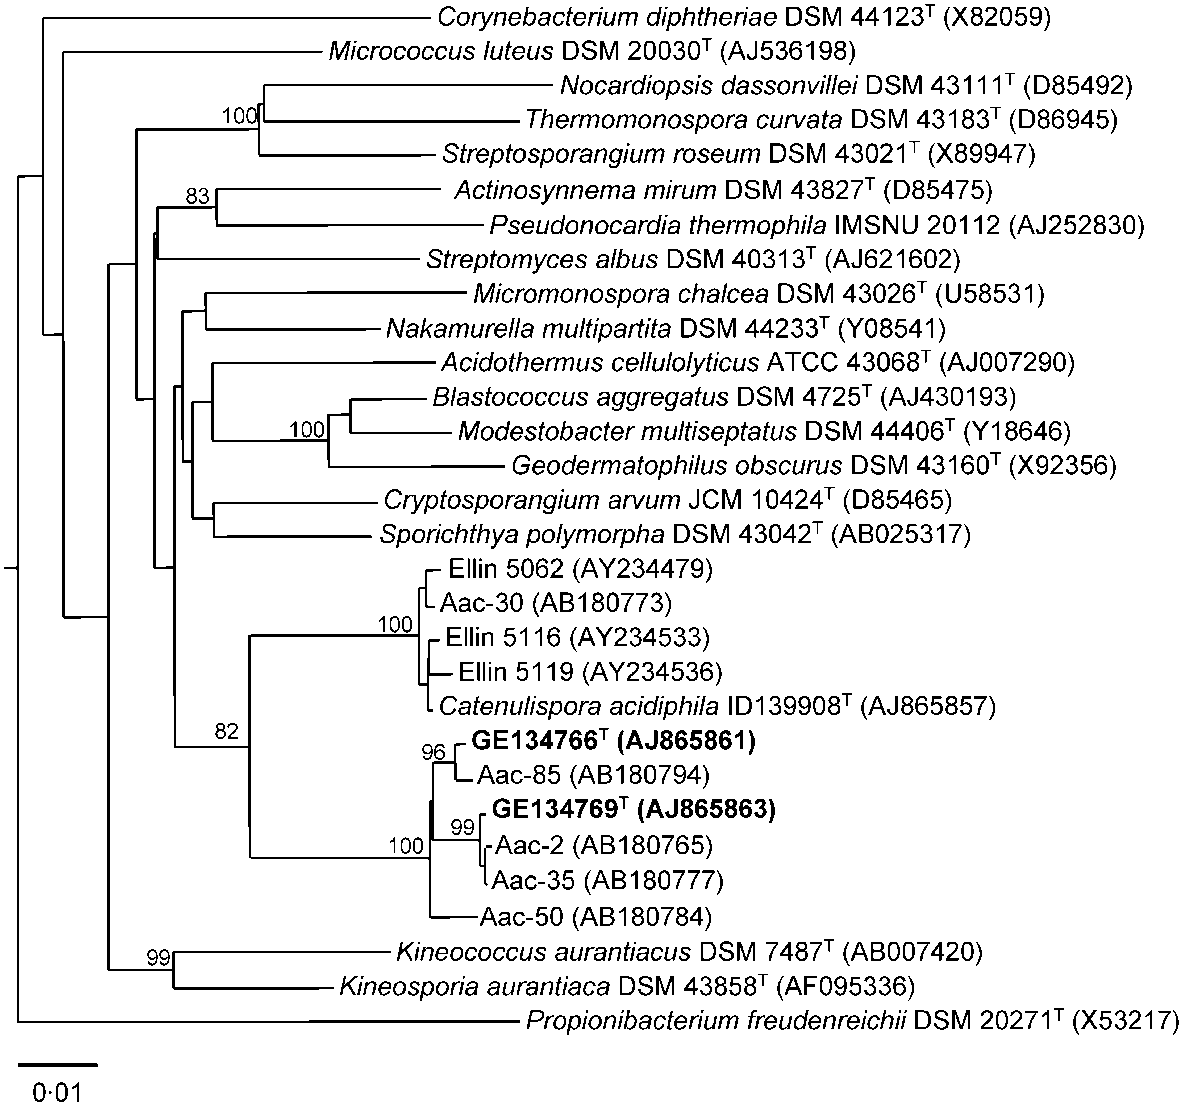 Corynebacterium diphtheriae DSM 44123ᵀ (X82059)
Micrococcus luteus DSM 20030ᵀ (AJ536198)
Nocardiopsis dassonvillei DSM 43111ᵀ (D85492)
100
Thermomonospora curvata DSM 43183ᵀ (D86945)
Streptosporangium roseum DSM 43021ᵀ (X89947)
83
Actinosynnema mirum DSM 43827ᵀ (D85475)
Pseudonocardia thermophila IMSNU 20112 (AJ252830)
Streptomyces albus DSM 40313ᵀ (AJ621602)
Micromonospora chalcea DSM 43026ᵀ (U58531)
Nakamurella multipartita DSM 44233ᵀ (Y08541)
Acidothermus cellulolyticus ATCC 43068ᵀ (AJ007290)
Blastococcus aggregatus DSM 4725ᵀ (AJ430193)
100
Modestobacter multiseptatus DSM 44406ᵀ (Y18646)
Geodermatophilus obscurus DSM 43160ᵀ (X92356)
Cryptosporangium arvum JCM 10424ᵀ (D85465)
Sporichthya polymorpha DSM 43042ᵀ (AB025317)
Ellin 5062 (AY234479)
Aac-30 (AB180773)
100
Ellin 5116 (AY234533)
Ellin 5119 (AY234536)
Catenulispora acidiphila ID139908ᵀ (AJ865857)
82
GE134766ᵀ (AJ865861)
96
Aac-85 (AB180794)
GE134769ᵀ (AJ865863)
99
100
Aac-2 (AB180765)
Aac-35 (AB180777)
Aac-50 (AB180784)
99
Kineococcus aurantiacus DSM 7487ᵀ (AB007420)
Kineosporia aurantiaca DSM 43858ᵀ (AF095336)
Propionibacterium freudenreichii DSM 20271ᵀ (X53217)
0·01